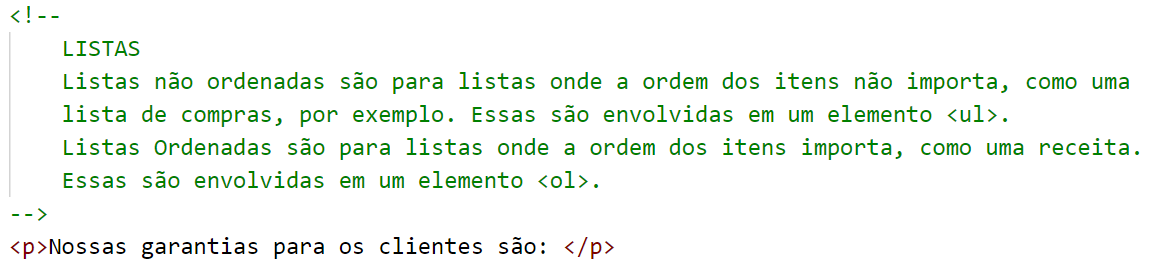 <!--
LISTAS
Listas não ordenadas são para listas onde a ordem dos itens não importa, como uma
lista de compras, por exemplo. Essas são envolvidas em um elemento <ul>.
Listas Ordenadas são para listas onde a ordem dos itens importa, como uma receita.
Essas são envolvidas em um elemento <ol>.
-->
<p>Nossas garantias para os clientes são: </p>